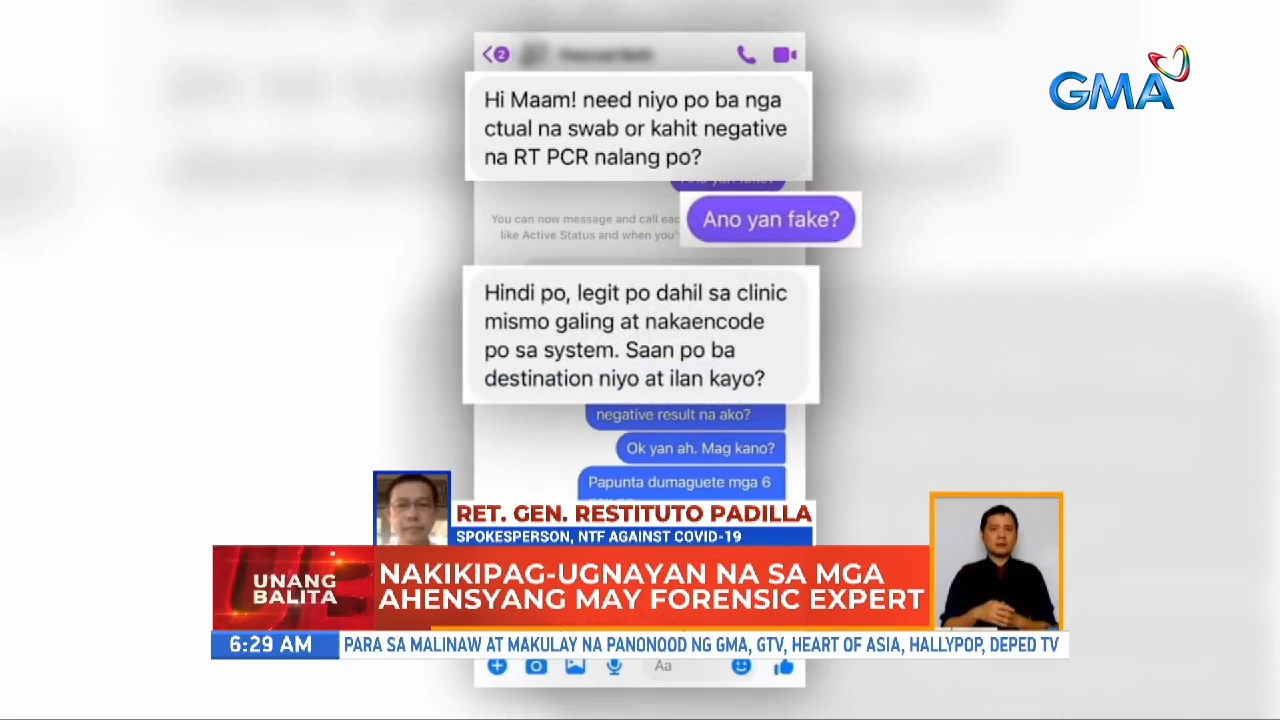 2
GMA
Hi Maam! need niyo po ba nga
ctual na swab or kahit negative
na RT PCR nalang po?
Ano yan fake?
You can now message and call
like Active Status and when
Hindi po, legit po dahil sa clinic
mismo galing at nakaencode
po sa system. Saan po ba
destination niyo at ilan kayo?
negative result na ako?
Ok yan ah. Mag kano?
Papunta dumaguete mga 6
RET. GEN. RESTITUTO PADILLA
SPOKESPERSON, NTF AGAINST COVID-19
UNANG
BALITA
NAKIKIPAG-UGNAYAN NA SA MGA
AHENSYANG MAY FORENSIC EXPERT
6:29 AM
PARA SA MALINAW AT MAKULAY NA PANONOOD NG GMA, GTV, HEART OF ASIA, HALLYPOP, DEPED TV
Aa